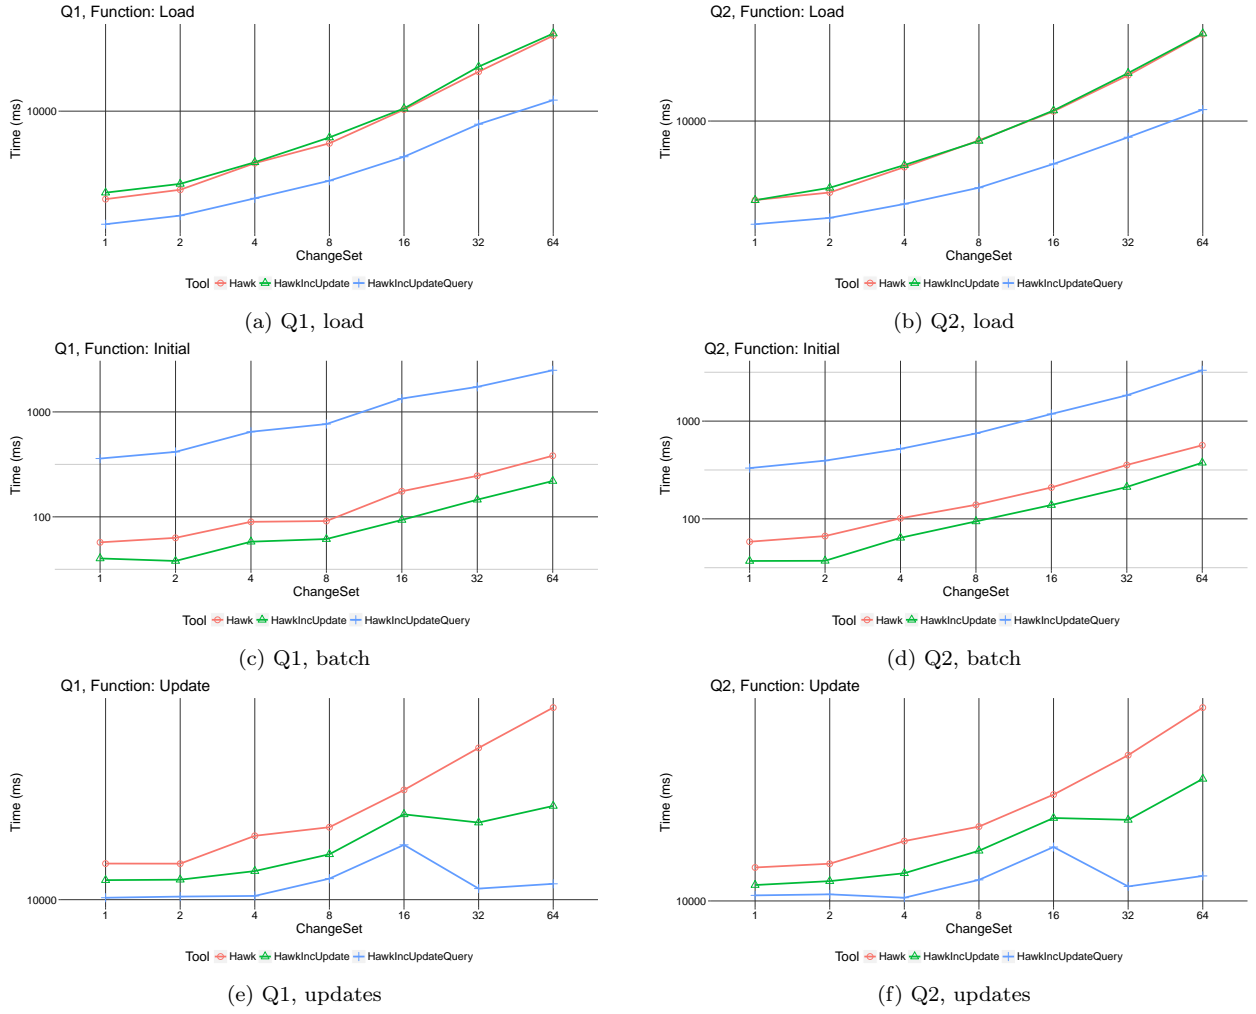 Q1, Function: Load
Time (ms)
10000
1 2 4 8 16 32 64
ChangeSet
Tool Hawk HawkIncUpdate HawkIncUpdateQuery
(a) Q1, load
Q2, Function: Load
Time (ms)
10000
1 2 4 8 16 32 64
ChangeSet
Tool Hawk HawkIncUpdate HawkIncUpdateQuery
(b) Q2, load
Q1, Function: Initial
Time (ms)
1000
100
1 2 4 8 16 32 64
ChangeSet
Tool Hawk HawkIncUpdate HawkIncUpdateQuery
(c) Q1, batch
Q2, Function: Initial
Time (ms)
1000
100
1 2 4 8 16 32 64
ChangeSet
Tool Hawk HawkIncUpdate HawkIncUpdateQuery
(d) Q2, batch
Q1, Function: Update
Time (ms)
10000
1 2 4 8 16 32 64
ChangeSet
Tool Hawk HawkIncUpdate HawkIncUpdateQuery
(e) Q1, updates
Q2, Function: Update
Time (ms)
10000
1 2 4 8 16 32 64
ChangeSet
Tool Hawk HawkIncUpdate HawkIncUpdateQuery
(f) Q2, updates